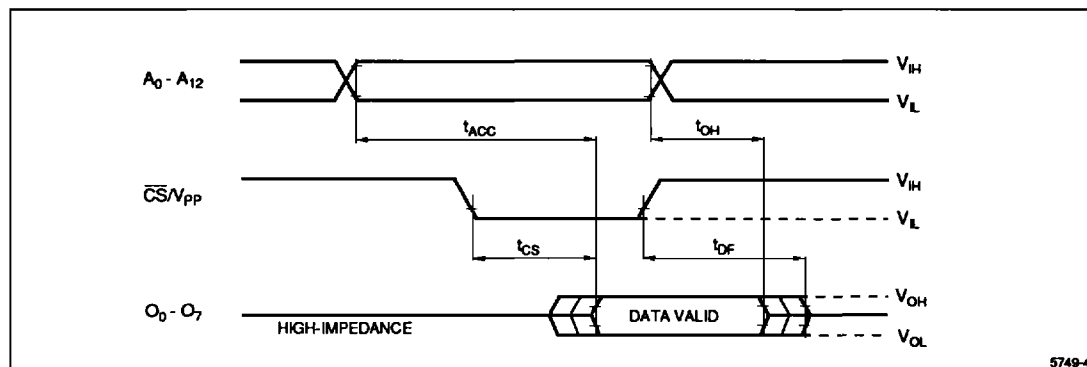 A0 - A12
VIH
VIL
tACC
tOH
CS/VPP
VIH
VIL
tCS
tDF
O0 - O7
HIGH-IMPEDANCE
DATA VALID
VOH
VOL
5749-4